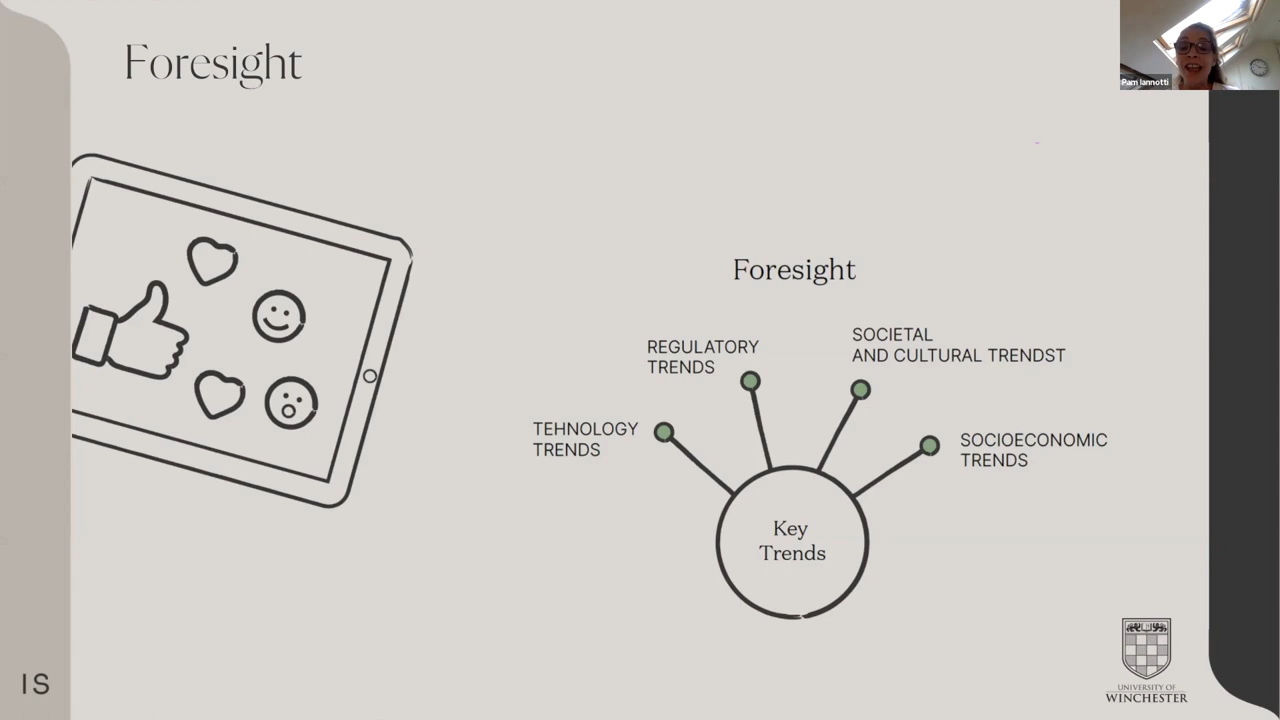 Foresight
Pam Iannotti
Foresight
SOCIETAL
AND CULTURAL TRENDST
REGULATORY
TRENDS
TEHNOLOGY
TRENDS
SOCIOECONOMIC
TRENDS
Key
Trends
IS
UNIVERSITY OF
WINCHESTER